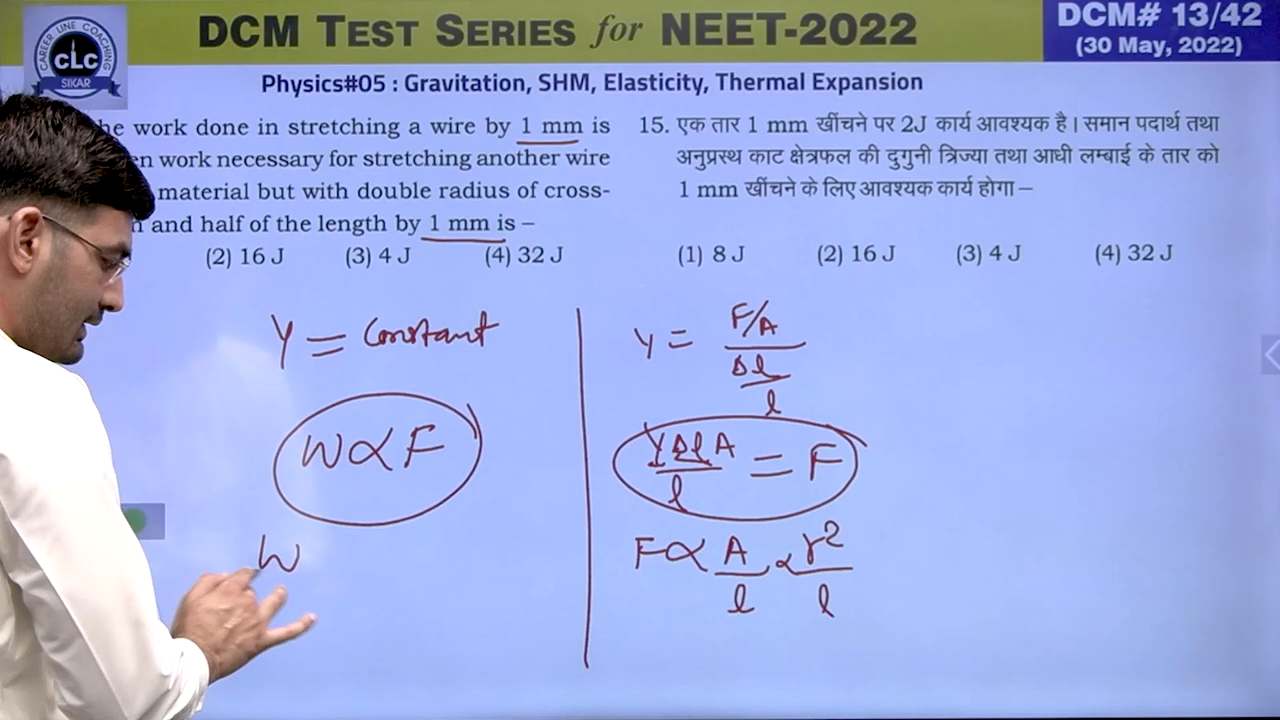 DCM TEST SERIES for NEET-2022
DCM# 13/42
(30 May, 2022)
CAREER LINE COACHING
CLC
SIKAR
Physics#05 : Gravitation, SHM, Elasticity, Thermal Expansion
he work done in stretching a wire by 1 mm is
en work necessary for stretching another wire
material but with double radius of cross-
and half of the length by 1 mm is –
(2) 16 J (3) 4 J (4) 32 J
15. एक तार 1 mm खींचने पर 2J कार्य आवश्यक है। समान पदार्थ तथा
अनुप्रस्थ काट क्षेत्रफल की दुगुनी त्रिज्या तथा आधी लम्बाई के तार को
1 mm खींचने के लिए आवश्यक कार्य होगा –
(1) 8 J (2) 16 J (3) 4 J (4) 32 J
Y = Constant
W∝F
W
Y = F/A
Δl
l
YΔlA = F
l
F∝ A ∝ r²
l l